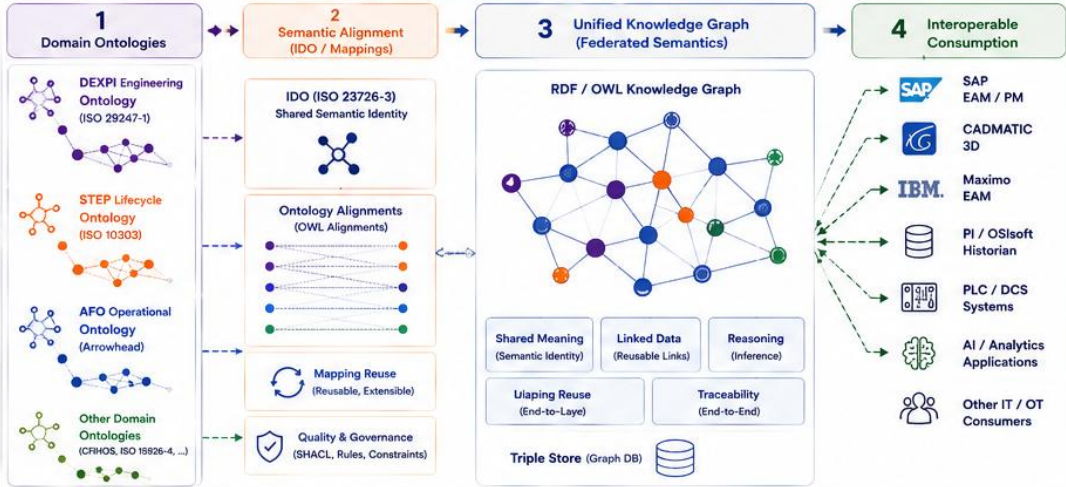 1
Domain Ontologies
2
Semantic Alignment
(IDO / Mappings)
3
Unified Knowledge Graph
(Federated Semantics)
4
Interoperable
Consumption
DEXPI Engineering
Ontology
(ISO 29247-1)
STEP Lifecycle
Ontology
(ISO 10303)
AFO Operational
Ontology
(Arrowhead)
Other Domain
Ontologies
(CFIHOS, ISO 15926-4, ...)
IDO (ISO 23726-3)
Shared Semantic Identity
Ontology Alignments
(OWL Alignments)
Mapping Reuse
(Reusable, Extensible)
Quality & Governance
(SHACL, Rules, Constraints)
RDF / OWL Knowledge Graph
Shared Meaning
(Semantic Identity)
Linked Data
(Reusable Links)
Reasoning
(Inference)
Ulaping Reuse
(End-to-Laye)
Traceability
(End-to-End)
Triple Store (Graph DB)
SAP
SAP
EAM / PM
CADMATIC
3D
IBM.
Maximo
EAM
PI / OSIsoft
Historian
PLC / DCS
Systems
AI / Analytics
Applications
Other IT / OT
Consumers